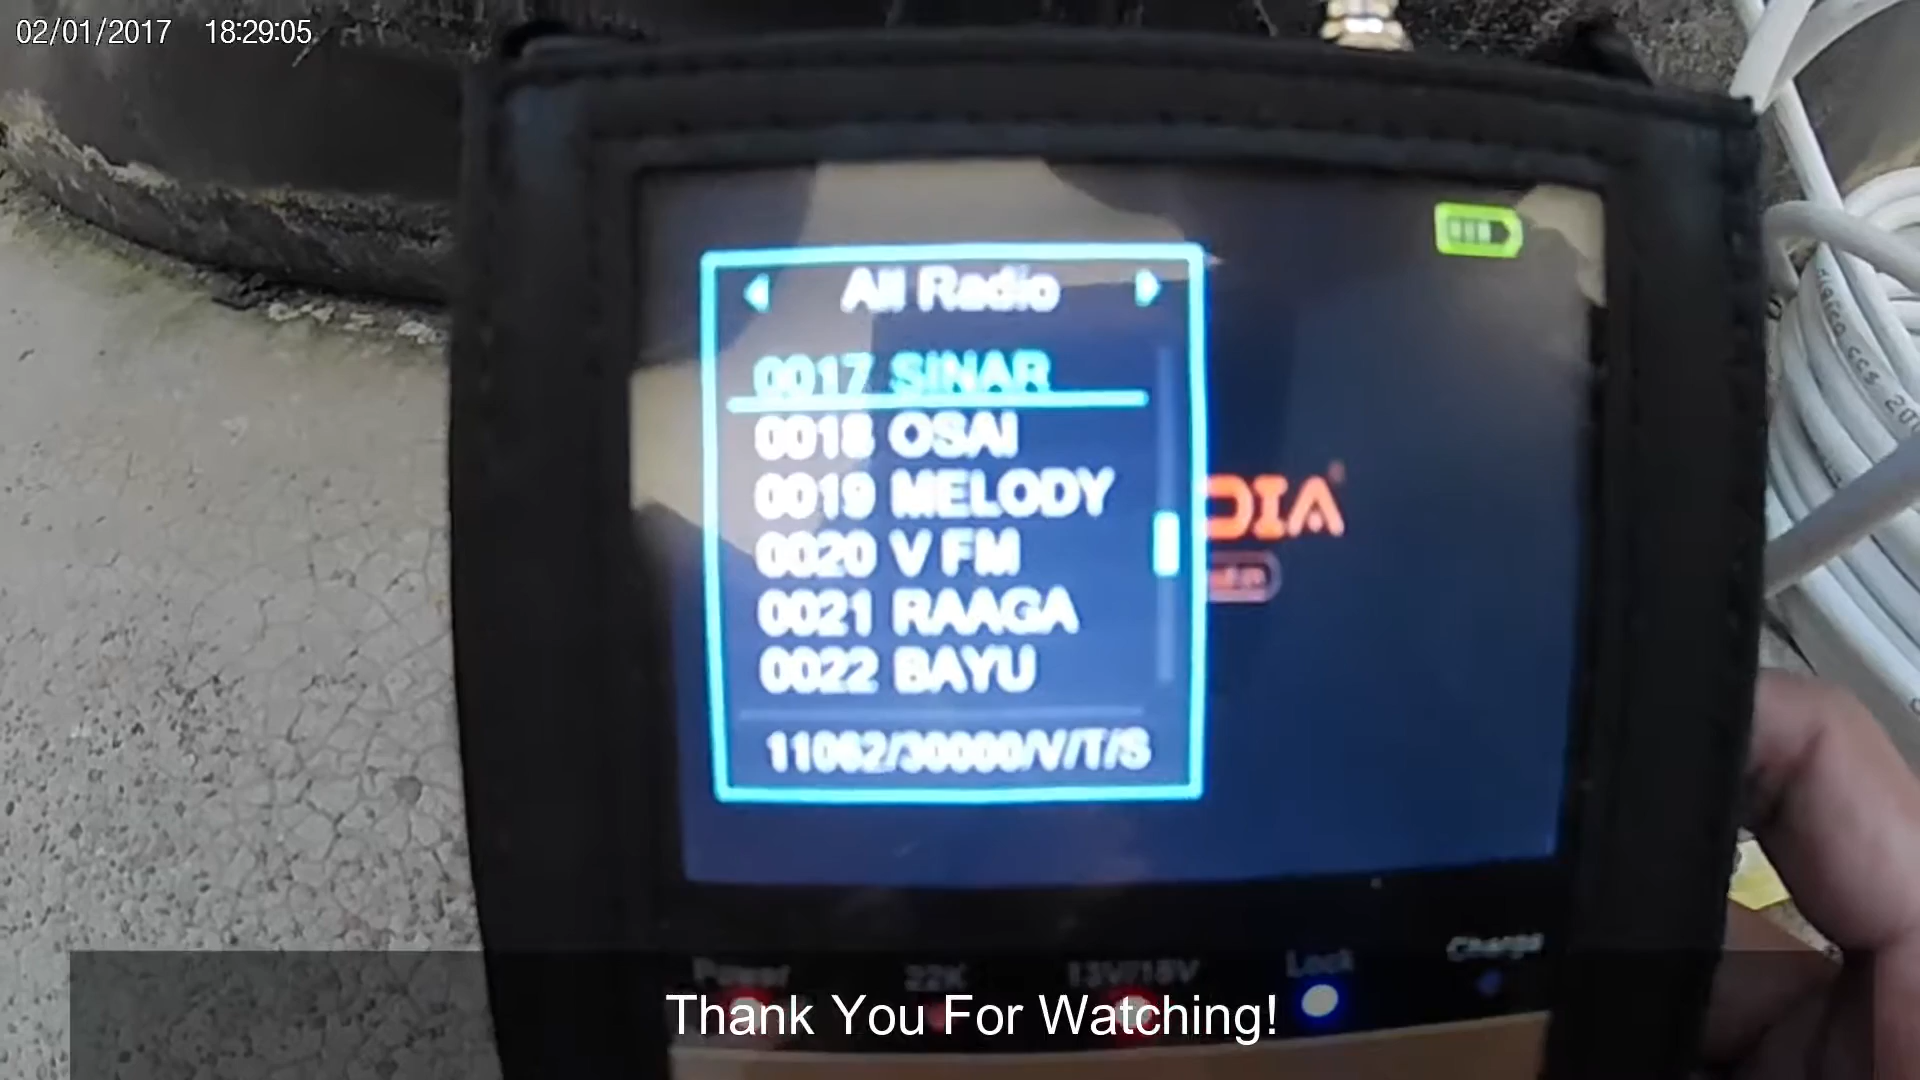 02/01/2017 18:29:05
All Radio
0017 SINAR
0018 OSAI
0019 MELODY
0020 V FM
0021 RAAGA
0022 BAYU
11062/30000/V/T/S
DIA
Power 22K 13V/18V Lock Charge
Thank You For Watching!